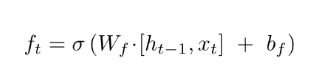 f_t = σ (W_f · [h_{t−1}, x_t] + b_f)